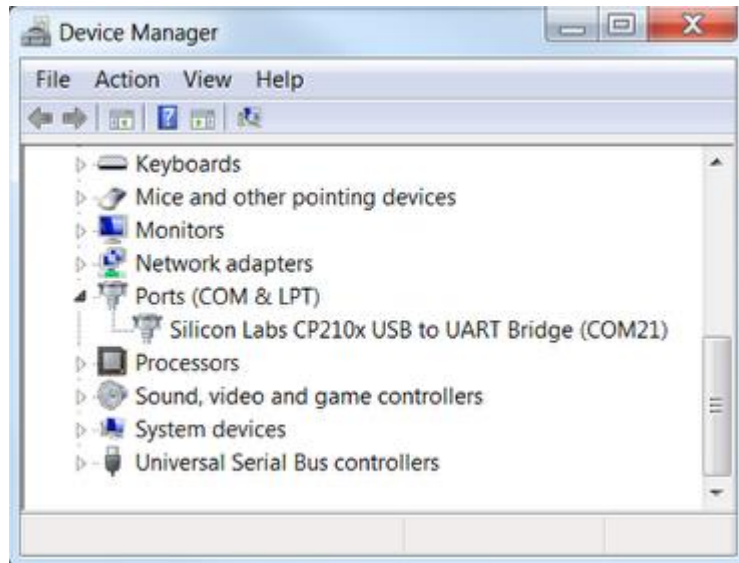 Device Manager
File Action View Help
Keyboards
Mice and other pointing devices
Monitors
Network adapters
Ports (COM & LPT)
Silicon Labs CP210x USB to UART Bridge (COM21)
Processors
Sound, video and game controllers
System devices
Universal Serial Bus controllers